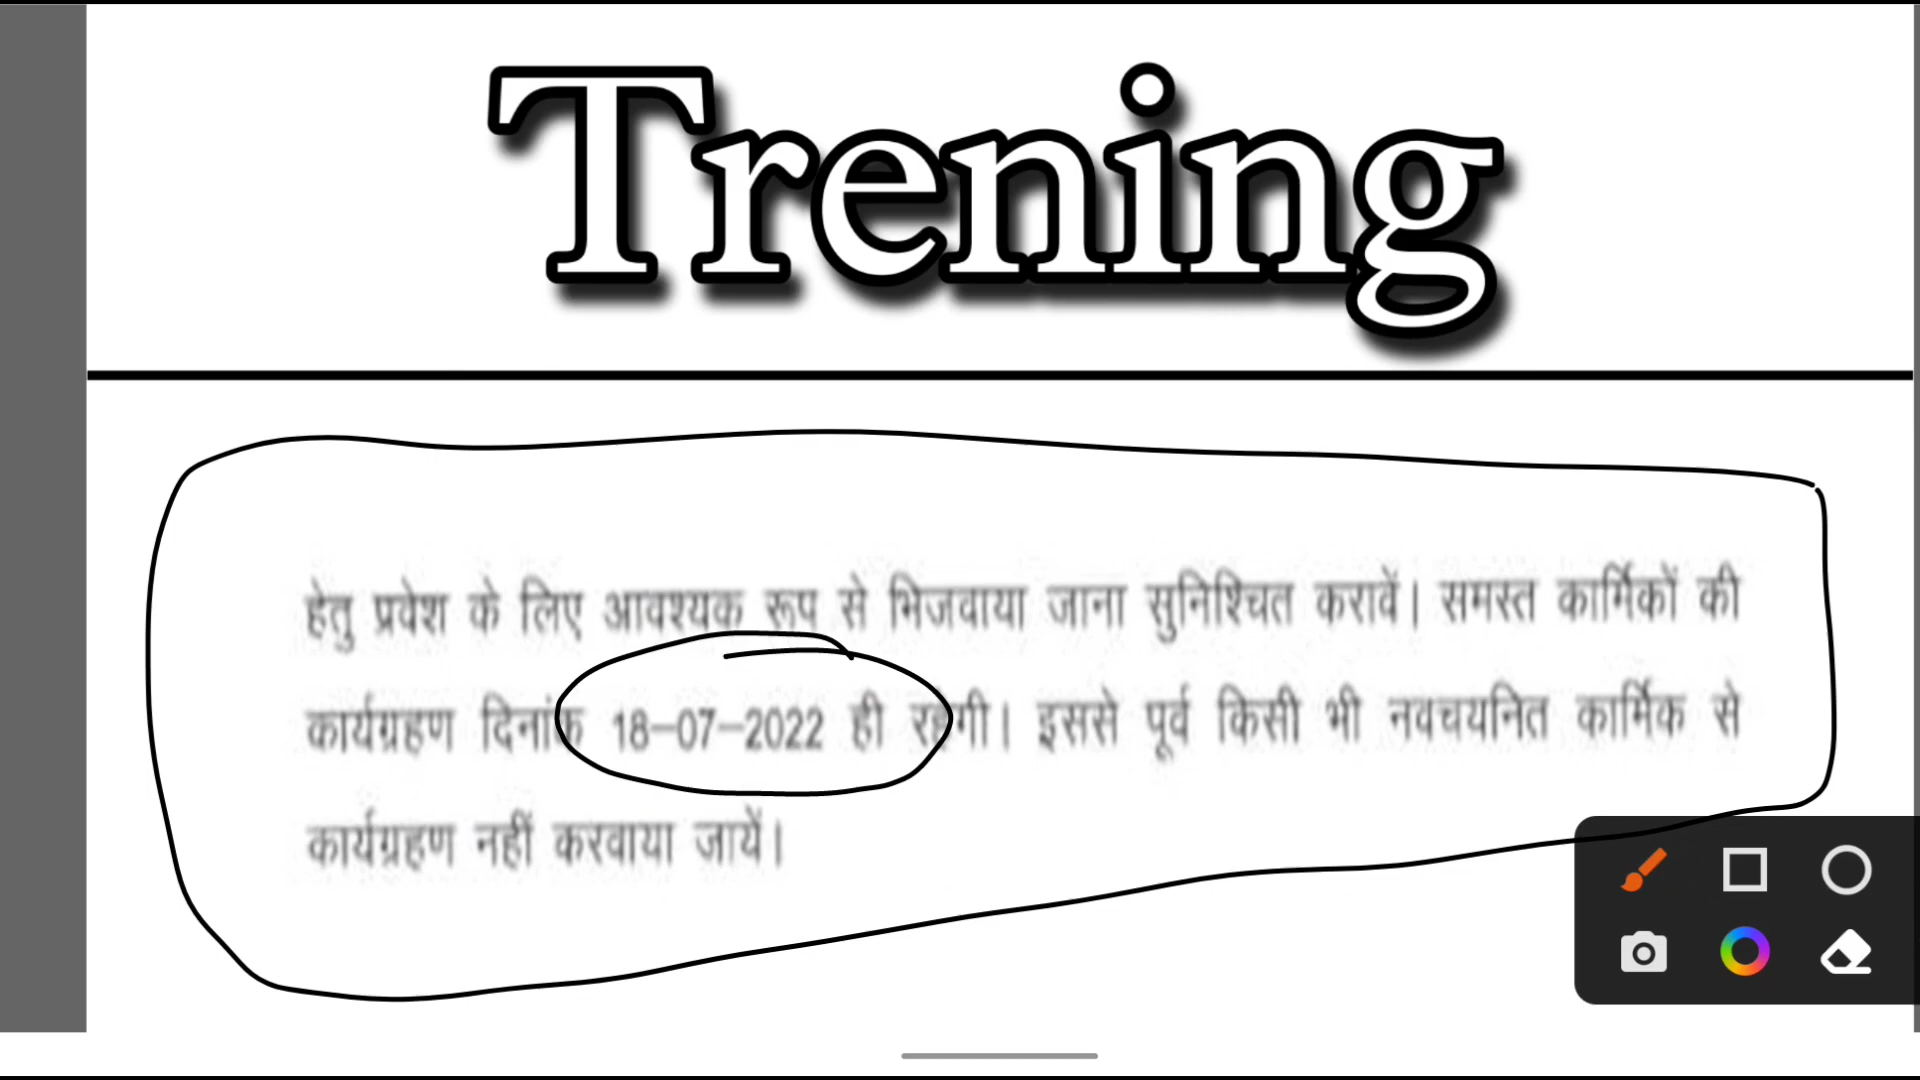 Trening
हेतु प्रवेश के लिए आवश्यक रूप से भिजवाया जाना सुनिश्चित करावें। समस्त कार्मिकों की
कार्यग्रहण दिनांक 18-07-2022 ही रहेगी। इससे पूर्व किसी भी नवचयनित कार्मिक से
कार्यग्रहण नहीं करवाया जायें।